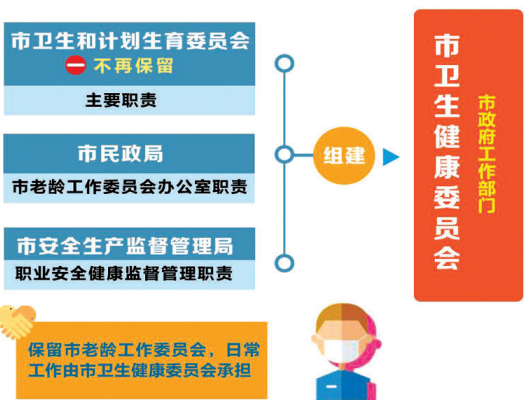 市卫生和计划生育委员会
不再保留
主要职责
市民政局
市老龄工作委员会办公室职责
市安全生产监督管理局
职业安全健康监督管理职责
组建
市卫生健康委员会
市政府工作部门
保留市老龄工作委员会，日常
工作由市卫生健康委员会承担